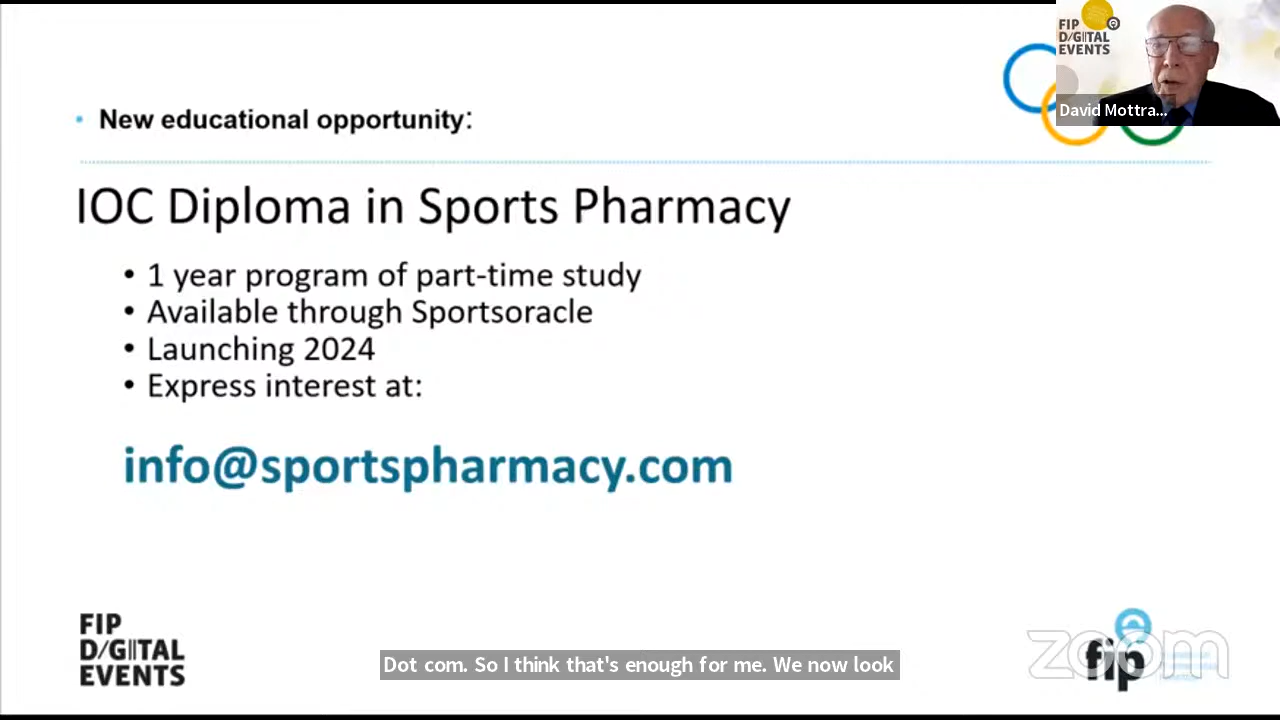 FIP
D/GITAL
EVENTS
David Mottra...
• New educational opportunity:
IOC Diploma in Sports Pharmacy
• 1 year program of part-time study
• Available through Sportsoracle
• Launching 2024
• Express interest at:
info@sportspharmacy.com
FIP
D/GITAL
EVENTS
Dot com. So I think that's enough for me. We now look
fip
zoom